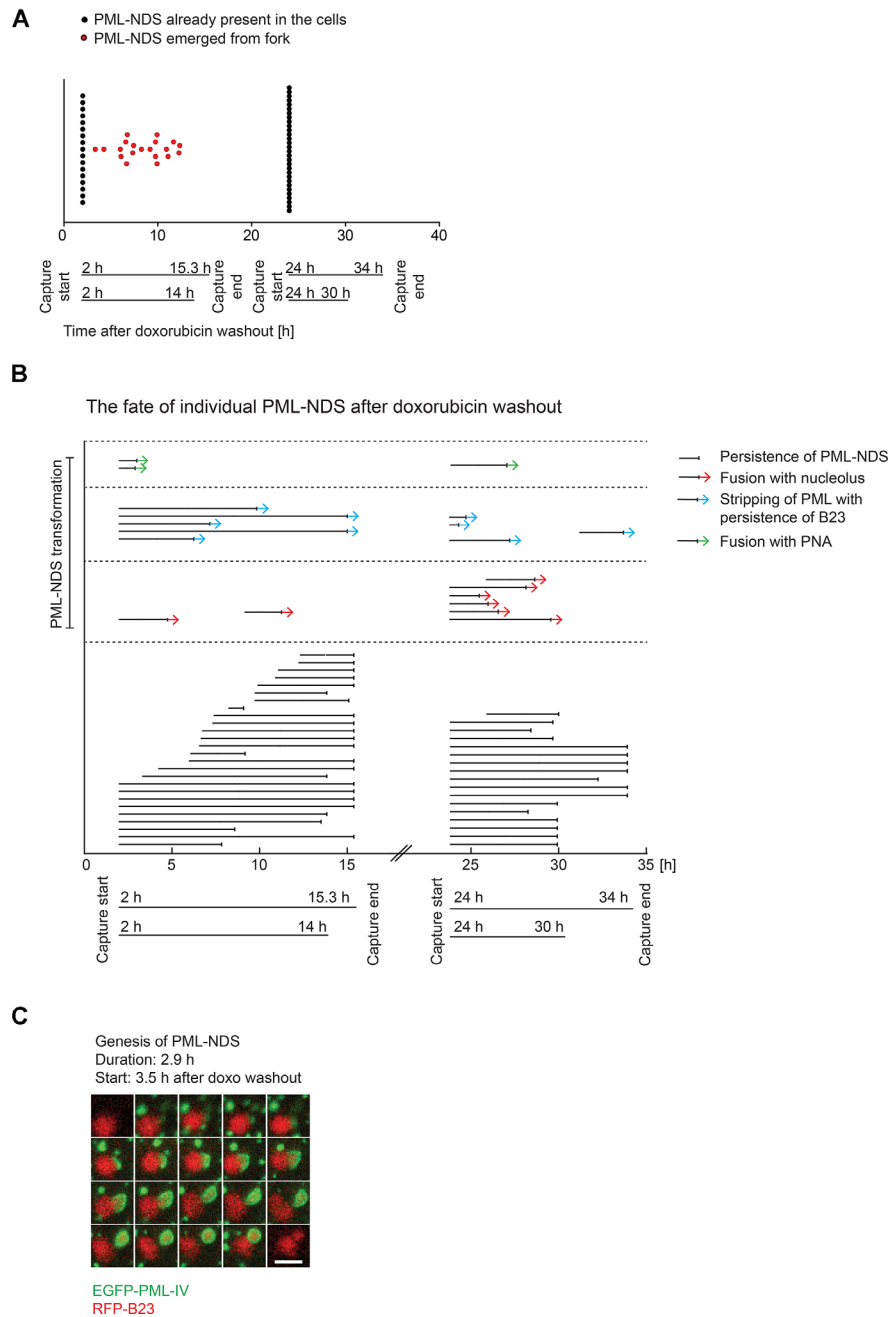 A
PML-NDS already present in the cells
PML-NDS emerged from fork
0 10 20 30 40
Capture start
2 h 15.3 h
2 h 14 h
Capture end
Capture start
24 h 34 h
24 h 30 h
Capture end
Time after doxorubicin washout [h]
B
The fate of individual PML-NDS after doxorubicin washout
PML-NDS transformation
Persistence of PML-NDS
Fusion with nucleolus
Stripping of PML with
persistence of B23
Fusion with PNA
0 5 10 15 25 30 35 [h]
Capture start
2 h 15.3 h
2 h 14 h
Capture end
Capture start
24 h 34 h
24 h 30 h
Capture end
C
Genesis of PML-NDS
Duration: 2.9 h
Start: 3.5 h after doxo washout
EGFP-PML-IV
RFP-B23